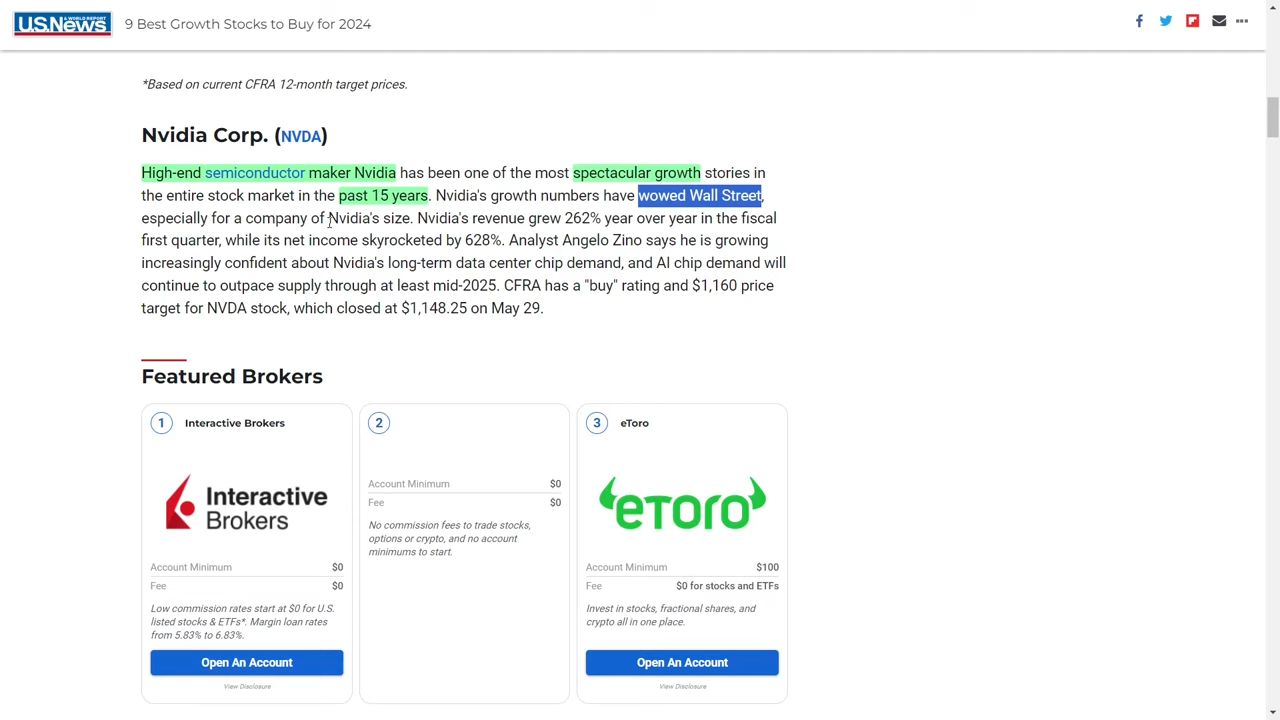 U.S.News
& WORLD REPORT
9 Best Growth Stocks to Buy for 2024
*Based on current CFRA 12-month target prices.
Nvidia Corp. (NVDA)
High-end semiconductor maker Nvidia has been one of the most spectacular growth stories in
the entire stock market in the past 15 years. Nvidia's growth numbers have wowed Wall Street,
especially for a company of Nvidia's size. Nvidia's revenue grew 262% year over year in the fiscal
first quarter, while its net income skyrocketed by 628%. Analyst Angelo Zino says he is growing
increasingly confident about Nvidia's long-term data center chip demand, and AI chip demand will
continue to outpace supply through at least mid-2025. CFRA has a "buy" rating and $1,160 price
target for NVDA stock, which closed at $1,148.25 on May 29.
Featured Brokers
1 Interactive Brokers
Interactive
Brokers
Account Minimum $0
Fee $0
Low commission rates start at $0 for U.S.
listed stocks & ETFs*. Margin loan rates
from 5.83% to 6.83%.
Open An Account
View Disclosure
2
Account Minimum $0
Fee $0
No commission fees to trade stocks,
options or crypto, and no account
minimums to start.
3 eToro
eToro
Account Minimum $100
Fee $0 for stocks and ETFs
Invest in stocks, fractional shares, and
crypto all in one place.
Open An Account
View Disclosure